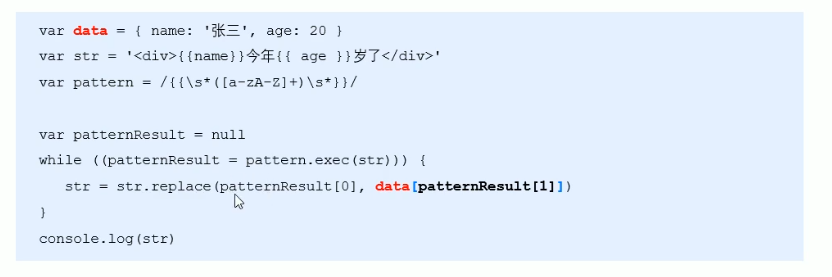 var data = { name: '张三', age: 20 }
var str = '<div>{{name}}今年{{ age }}岁了</div>'
var pattern = /{{\s*([a-zA-Z]+)\s*}}/
var patternResult = null
while ((patternResult = pattern.exec(str))) {
str = str.replace(patternResult[0], data[patternResult[1]])
}
console.log(str)